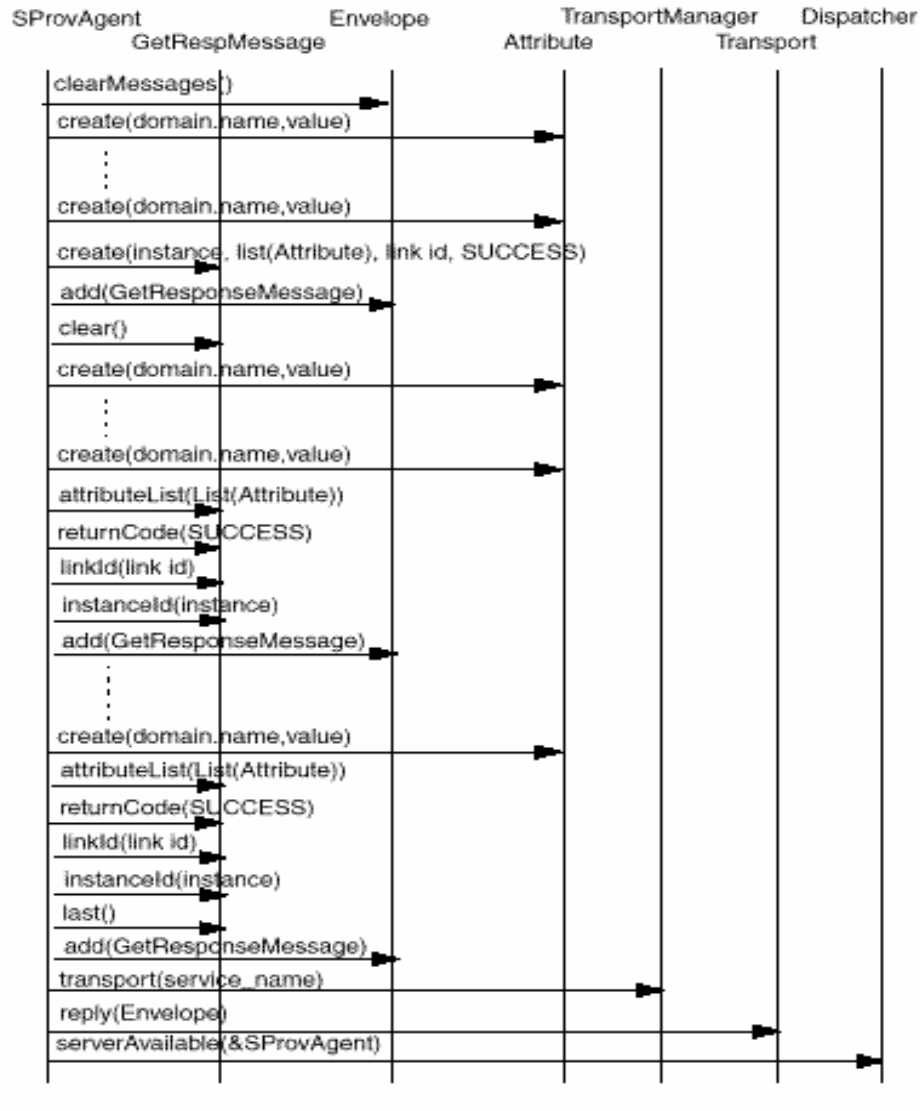 SProvAgent Envelope TransportManager Dispatcher
GetRespMessage Attribute Transport
clearMessages()
create(domain.name,value)
create(domain.name,value)
create(instance, list(Attribute), link id, SUCCESS)
add(GetResponseMessage)
clear()
create(domain.name,value)
create(domain.name,value)
attributeList(List(Attribute))
returnCode(SUCCESS)
linkId(link id)
instanceId(instance)
add(GetResponseMessage)
create(domain.name,value)
attributeList(List(Attribute))
returnCode(SUCCESS)
linkId(link id)
instanceId(instance)
last()
add(GetResponseMessage)
transport(service_name)
reply(Envelope)
serverAvailable(&SProvAgent)